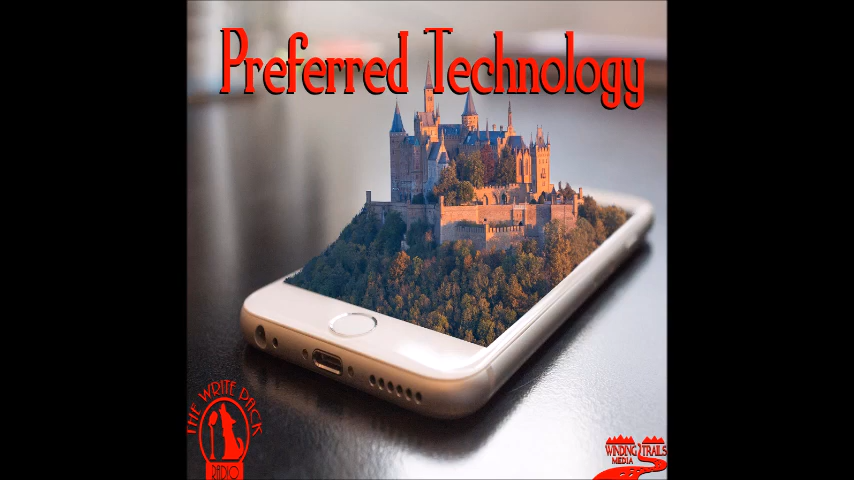 Preferred Technology
THE WRITE PACK
RADIO
WINDING TRAILS
MEDIA